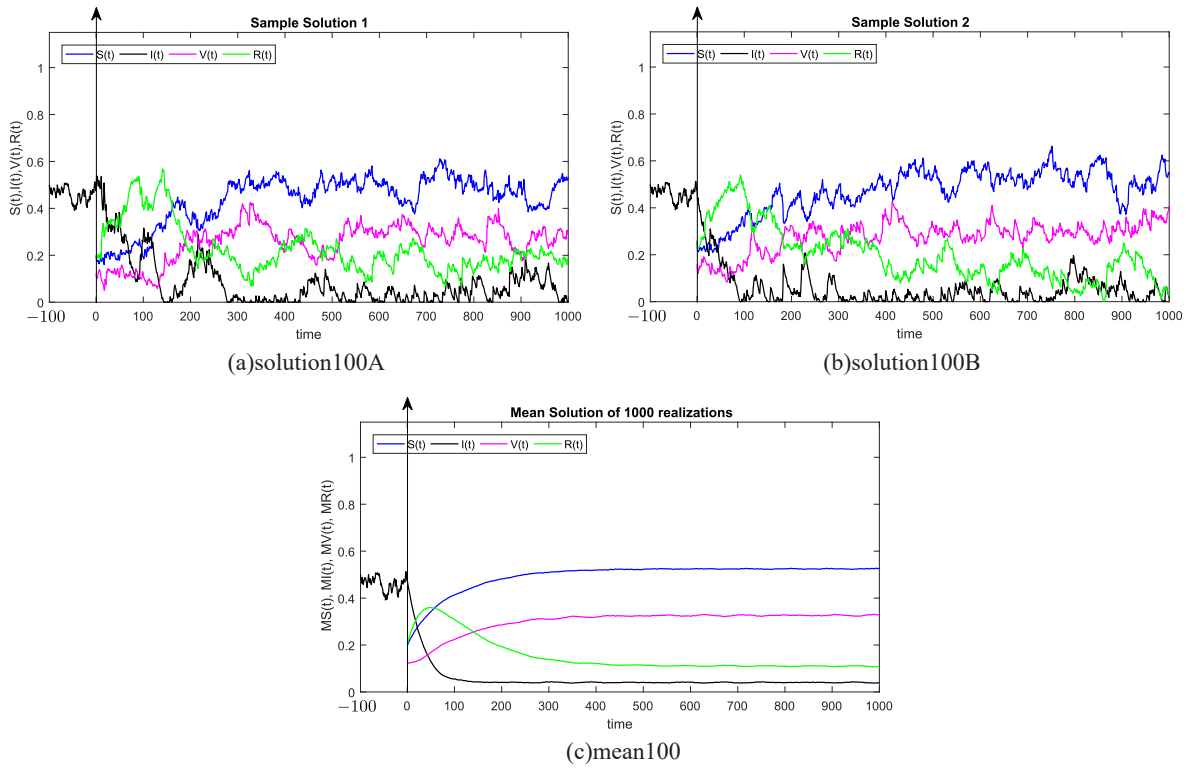 Sample Solution 1
S(t) I(t) V(t) R(t)
S(t),I(t),V(t),R(t)
1
0.8
0.6
0.4
0.2
0
−100 0 100 200 300 400 500 600 700 800 900 1000
time
(a)solution100A
Sample Solution 2
S(t) I(t) V(t) R(t)
S(t),I(t),V(t),R(t)
1
0.8
0.6
0.4
0.2
0
−100 0 100 200 300 400 500 600 700 800 900 1000
time
(b)solution100B
Mean Solution of 1000 realizations
S(t) I(t) V(t) R(t)
MS(t), MI(t), MV(t), MR(t)
1
0.8
0.6
0.4
0.2
0
−100 0 100 200 300 400 500 600 700 800 900 1000
time
(c)mean100